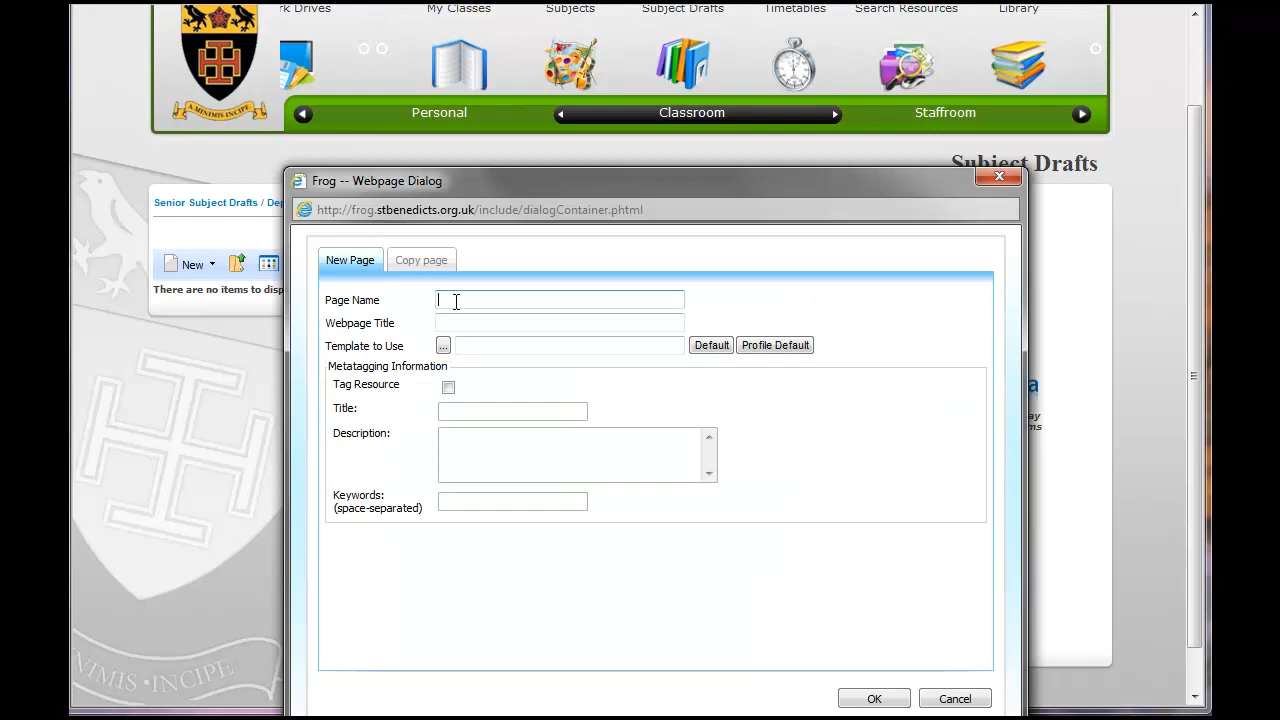 rk Drives
My Classes
Subjects
Subject Drafts
Timetables
Search Resources
Library
A MINIMIS INCIPE
Personal
Classroom
Staffroom
Subject Drafts
Frog -- Webpage Dialog
http://frog.stbenedicts.org.uk/include/dialogContainer.phtml
Senior Subject Drafts / Dep
New
There are no items to disp
New Page
Copy page
Page Name
Webpage Title
Template to Use
...
Default
Profile Default
Metatagging Information
Tag Resource
Title:
Description:
Keywords:
(space-separated)
ay
ms
MINIMIS·INCIPE
OK
Cancel